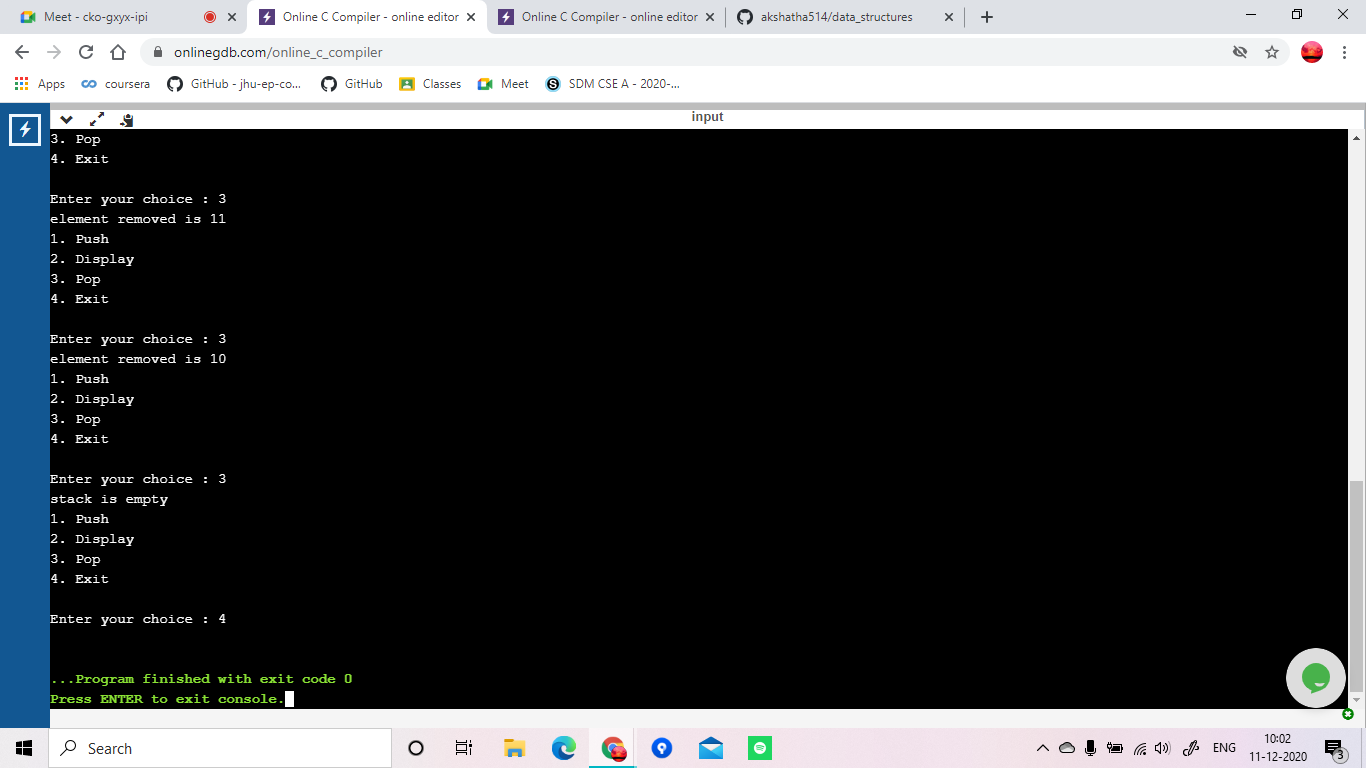 Meet - cko-gxyx-ipi
Online C Compiler - online editor
Online C Compiler - online editor
akshatha514/data_structures
onlinegdb.com/online_c_compiler
Apps
coursera
GitHub - jhu-ep-co...
GitHub
Classes
Meet
SDM CSE A - 2020-...
input
3. Pop
4. Exit
Enter your choice : 3
element removed is 11
1. Push
2. Display
3. Pop
4. Exit
Enter your choice : 3
element removed is 10
1. Push
2. Display
3. Pop
4. Exit
Enter your choice : 3
stack is empty
1. Push
2. Display
3. Pop
4. Exit
Enter your choice : 4
...Program finished with exit code 0
Press ENTER to exit console.
Search
ENG
10:02
11-12-2020
3